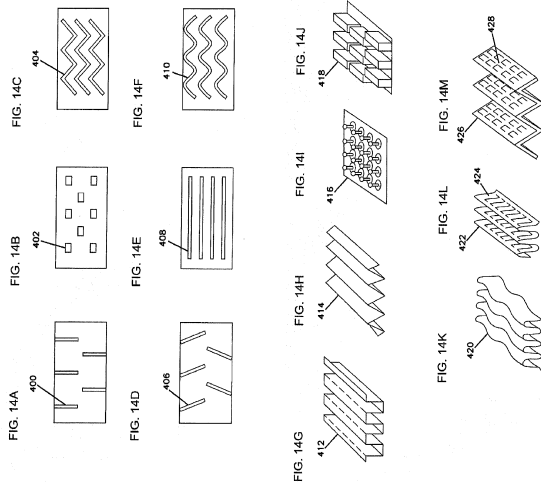 FIG. 14A
400
FIG. 14B
402
FIG. 14C
404
FIG. 14D
406
FIG. 14E
408
FIG. 14F
410
FIG. 14G
412
FIG. 14H
414
FIG. 14I
416
FIG. 14J
418
FIG. 14K
420
FIG. 14L
422
424
FIG. 14M
426
428